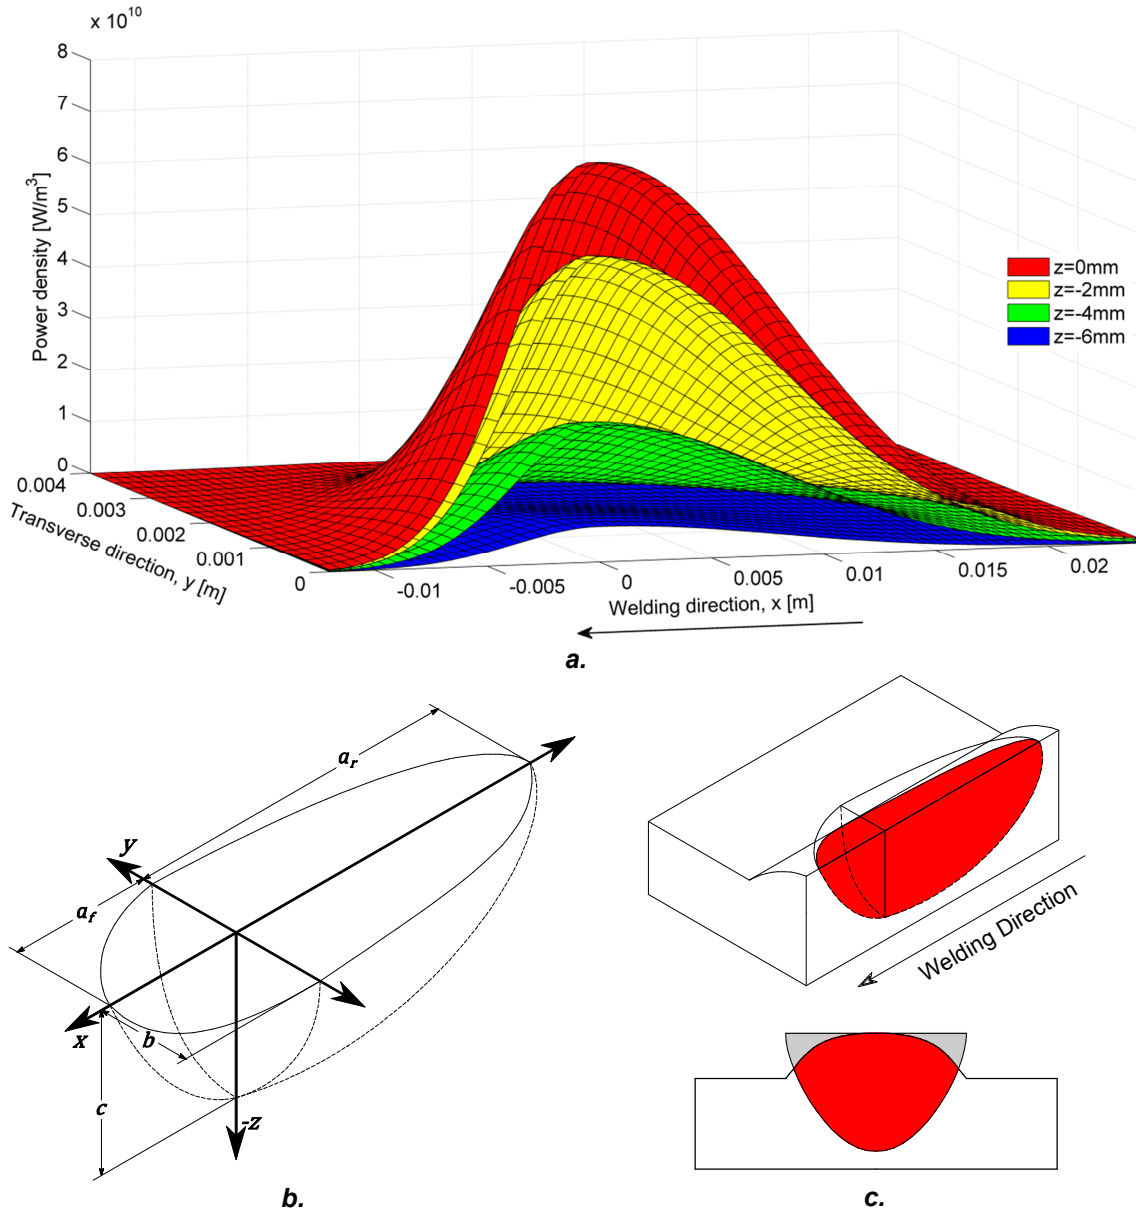 x 10^10
8
7
6
5
4
3
2
1
0
Power density [W/m^3]
0.004
0.003
0.002
0.001
0
Transverse direction, y [m]
-0.01
-0.005
0
0.005
0.01
0.015
0.02
Welding direction, x [m]
z=0mm
z=-2mm
z=-4mm
z=-6mm
a.
a_r
y
a_f
x
b
c
-z
b.
Welding Direction
c.